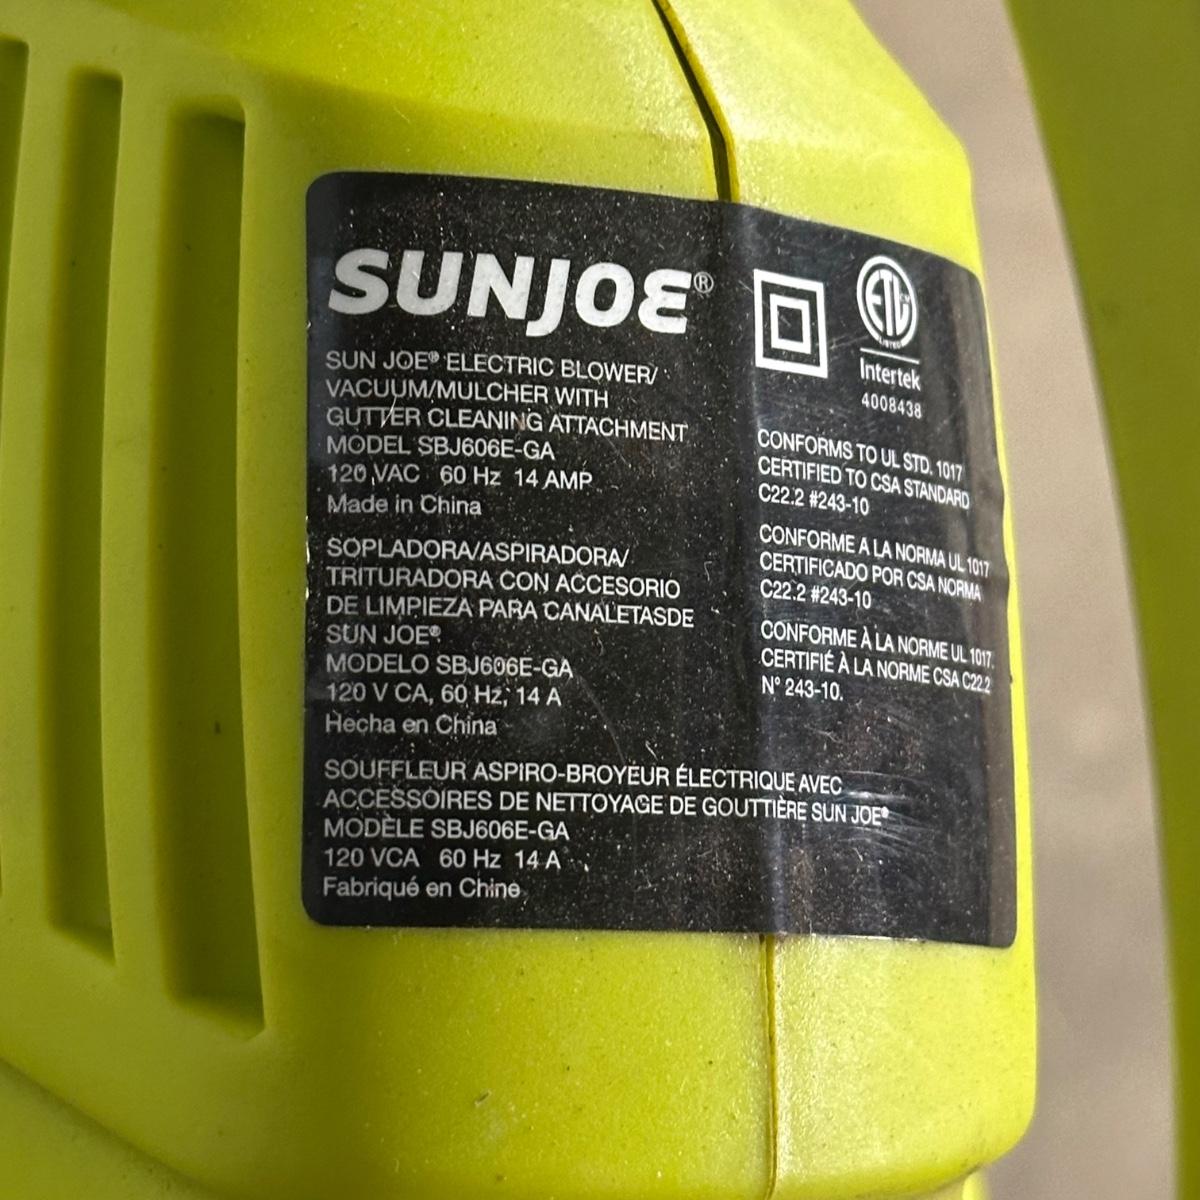 SUNJOE®
SUN JOE® ELECTRIC BLOWER/
VACUUM/MULCHER WITH
GUTTER CLEANING ATTACHMENT
MODEL SBJ606E-GA
120 VAC 60 Hz 14 AMP
Made in China
SOPLADORA/ASPIRADORA/
TRITURADORA CON ACCESORIO
DE LIMPIEZA PARA CANALETASDE
SUN JOE®
MODELO SBJ606E-GA
120 V CA, 60 Hz, 14 A
Hecha en China
SOUFFLEUR ASPIRO-BROYEUR ÉLECTRIQUE AVEC
ACCESSOIRES DE NETTOYAGE DE GOUTTIÈRE SUN JOE®
MODÈLE SBJ606E-GA
120 VCA 60 Hz 14 A
Fabriqué en Chine
ETL
LISTED
Intertek
4008438
CONFORMS TO UL STD. 1017
CERTIFIED TO CSA STANDARD
C22.2 #243-10
CONFORME A LA NORMA UL 1017
CERTIFICADO POR CSA NORMA
C22.2 #243-10
CONFORME À LA NORME UL 1017.
CERTIFIÉ À LA NORME CSA C22.2
N° 243-10.